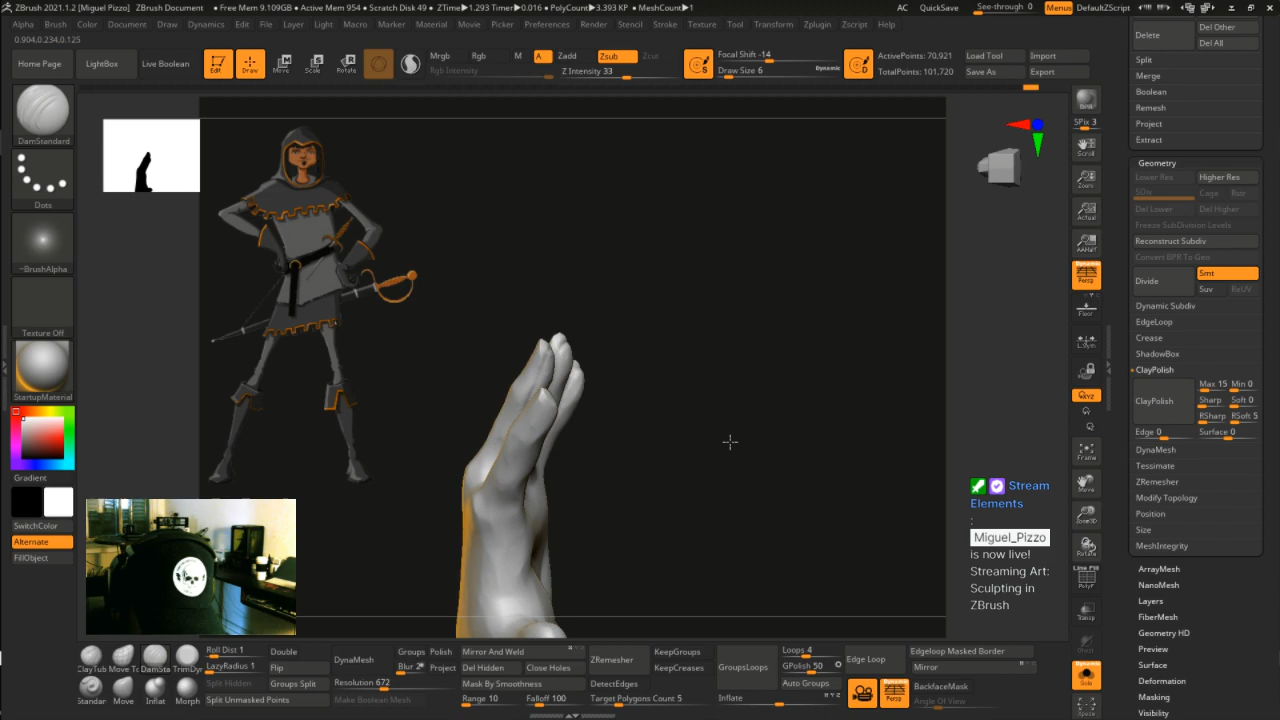 ZBrush 2021.1.2 [Miguel Pizzo] ZBrush Document • Free Mem 9.109GB • Active Mem 954 • Scratch Disk 49 • ZTime▶1.293 Timer▶0.016 • PolyCount▶3.393 KP • MeshCount▶1 AC QuickSave See-through 0 Menus DefaultZScript
Alpha Brush Color Document Draw Dynamics Edit File Layer Light Macro Marker Material Movie Picker Preferences Render Stencil Stroke Texture Tool Transform Zplugin Zscript Help
0.904,0.234,0.125
Home Page LightBox Live Boolean Edit Draw Move Scale Rotate
Mrgb Rgb M A Zadd Zsub Zcut
Rgb Intensity Z Intensity 33
Focal Shift -14
Draw Size 6 Dynamic
ActivePoints: 70,921
TotalPoints: 101,720
Load Tool Import
Save As Export
DamStandard
Dots
~BrushAlpha
Texture Off
StartupMaterial
Gradient
SwitchColor
Alternate
FillObject
BPR
SPix 3
Scroll
Zoom
Actual
AAHalf
Dynamic
Persp
Floor
L.Sym
XYZ
Frame
Move
Zoom3D
Rotate
Line Fill
PolyF
Transp
Ghost
Solo
Xpose
Delete Del Other
Del All
Split
Merge
Boolean
Remesh
Project
Extract
Geometry
Lower Res Higher Res
SDiv Cage Rstr
Del Lower Del Higher
Freeze SubDivision Levels
Reconstruct Subdiv
Convert BPR To Geo
Divide Smt
Suv ReUV
Dynamic Subdiv
EdgeLoop
Crease
ShadowBox
ClayPolish
ClayPolish Max 15 Min 0
Sharp Soft 0
RSharp RSoft 5
Edge 0 Surface 0
DynaMesh
Tessimate
ZRemesher
Modify Topology
Position
Size
MeshIntegrity
ArrayMesh
NanoMesh
Layers
FiberMesh
Geometry HD
Preview
Surface
Deformation
Masking
Visibility
Stream
Elements
:
Miguel_Pizzo
is now live!
Streaming Art:
Sculpting in
ZBrush
ClayTub Move Tc DamSta TrimDyr
Standar Move Inflat Morph
Roll Dist 1 Double
LazyRadius 1 Flip
Split Hidden Groups Split
Split Unmasked Points
DynaMesh Groups Polish
Blur 2 Project
Resolution 672
Make Boolean Mesh
Mirror And Weld
Del Hidden Close Holes
Mask By Smoothness
Range 10 Falloff 100
ZRemesher KeepGroups
KeepCreases
DetectEdges
Target Polygons Count 5
GroupsLoops Loops 4
GPolish 50
Auto Groups
Inflate
Edge Loop Edgeloop Masked Border
Mirror
Persp BackfaceMask
Angle Of View